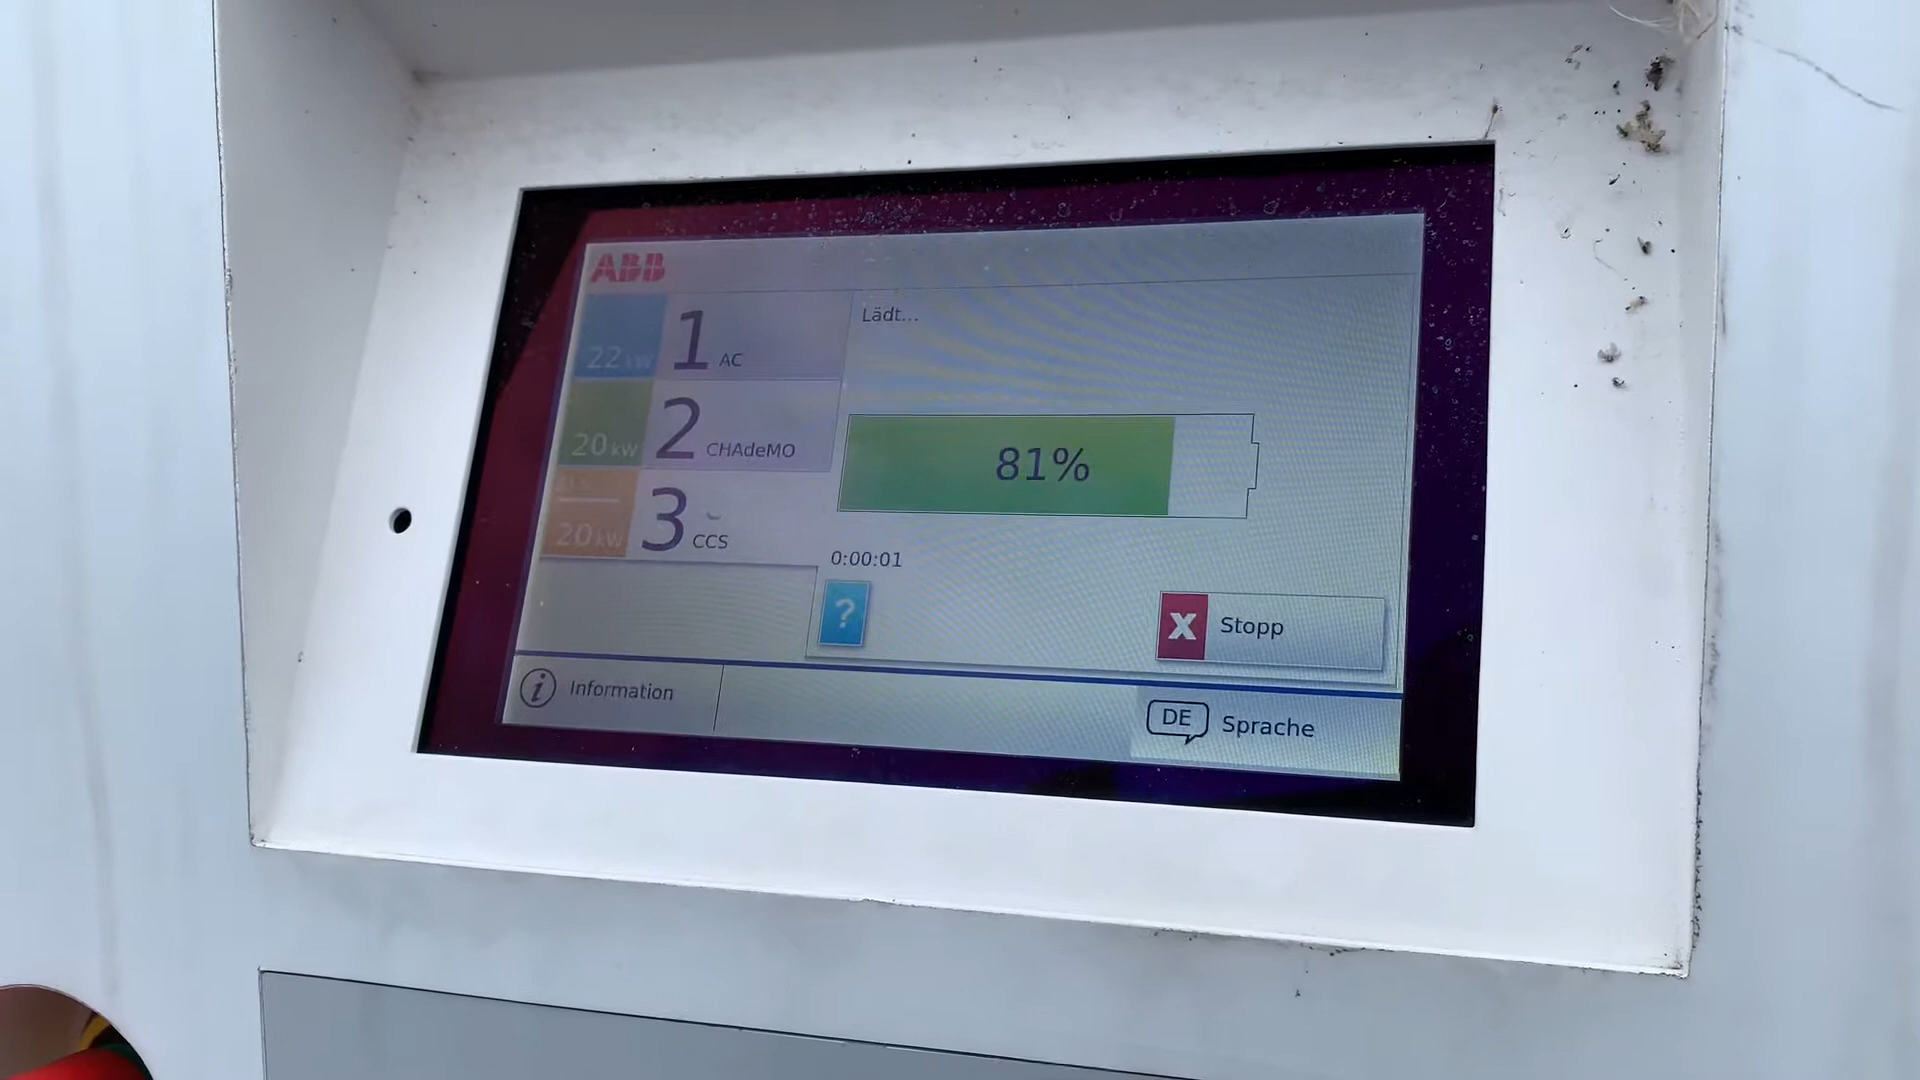 ABB
22 kW
1 AC
Lädt...
20 kW
2 CHAdeMO
81%
20 kW
3 CCS
0:00:01
?
X Stopp
i Information
DE Sprache